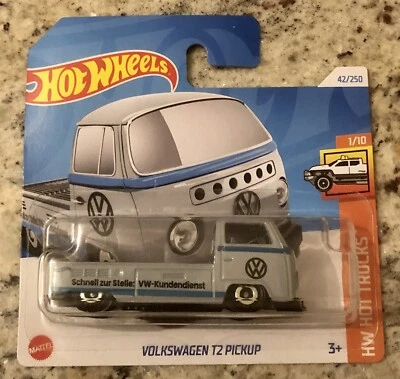 HOT WHEELS
42/250
1/10
HW HOT TRUCKS
Schnell zur Stelle: VW-Kundendienst
MATTEL
VOLKSWAGEN T2 PICKUP
3+